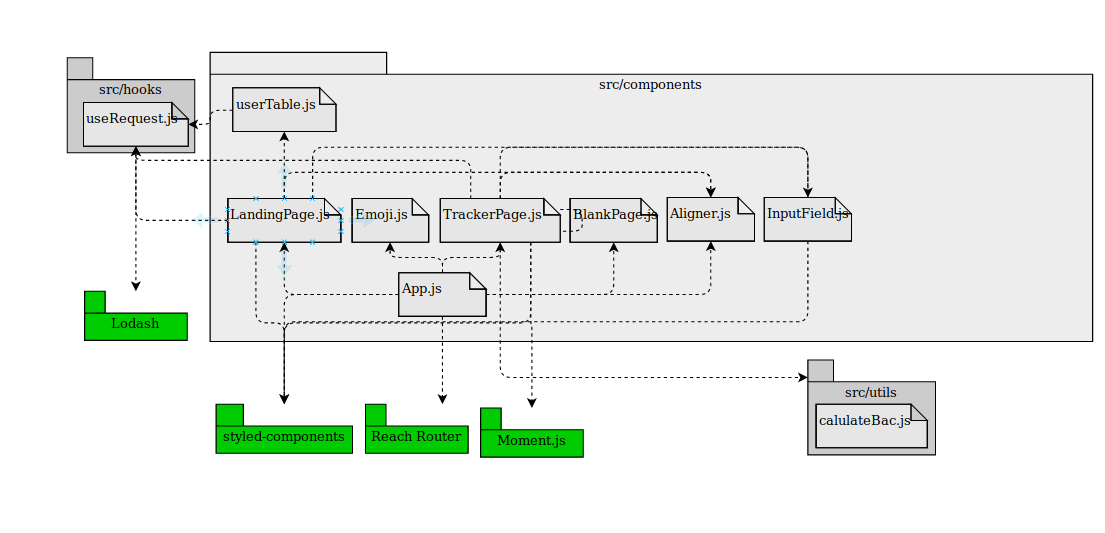 src/components
src/hooks
userTable.js
useRequest.js
LandingPage.js
Emoji.js
TrackerPage.js
BlankPage.js
Aligner.js
InputField.js
App.js
Lodash
src/utils
calulateBac.js
styled-components
Reach Router
Moment.js